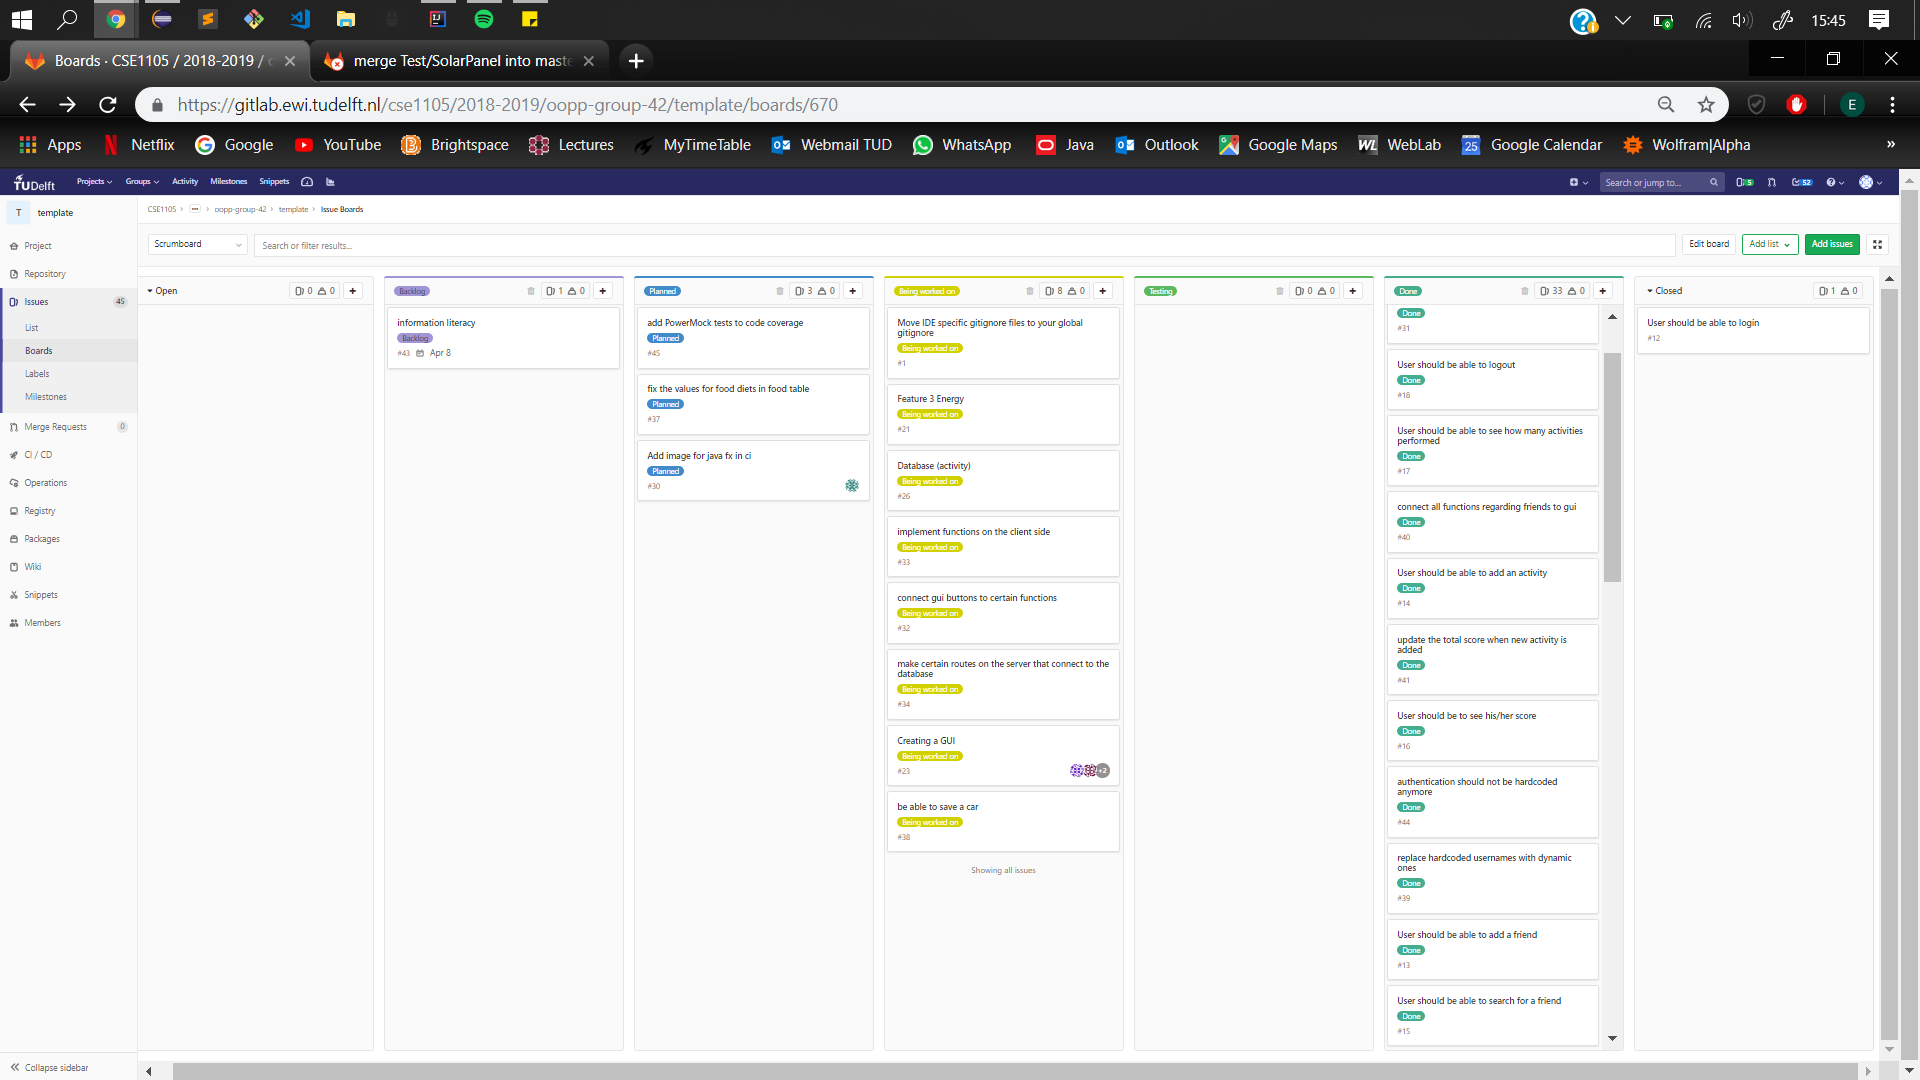 15:45
Boards · CSE1105 / 2018-2019 /
merge Test/SolarPanel into maste
https://gitlab.ewi.tudelft.nl/cse1105/2018-2019/oopp-group-42/template/boards/670
E
Apps
Netflix
Google
YouTube
Brightspace
Lectures
MyTimeTable
Webmail TUD
WhatsApp
Java
Outlook
Google Maps
WL WebLab
25 Google Calendar
Wolfram|Alpha
»
TUDelft
Projects
Groups
Activity
Milestones
Snippets
Search or jump to...
5
52
T template
CSE1105 > ... > oopp-group-42 > template > Issue Boards
Project
Repository
Issues 45
List
Boards
Labels
Milestones
Merge Requests 0
CI / CD
Operations
Registry
Packages
Wiki
Snippets
Members
Collapse sidebar
Scrumboard
Search or filter results...
Edit board
Add list
Add issues
Open 0 0 +
Backlog 1 0 +
information literacy
Backlog
#43 Apr 8
Planned 3 0 +
add PowerMock tests to code coverage
Planned
#45
fix the values for food diets in food table
Planned
#37
Add image for java fx in ci
Planned
#30
Being worked on 8 0 +
Move IDE specific gitignore files to your global
gitignore
Being worked on
#1
Feature 3 Energy
Being worked on
#21
Database (activity)
Being worked on
#26
implement functions on the client side
Being worked on
#33
connect gui buttons to certain functions
Being worked on
#32
make certain routes on the server that connect to the
database
Being worked on
#34
Creating a GUI
Being worked on
#23 +2
be able to save a car
Being worked on
#38
Showing all issues
Testing 0 0 +
Done 33 0 +
Done
#31
User should be able to logout
Done
#18
User should be able to see how many activities
performed
Done
#17
connect all functions regarding friends to gui
Done
#40
User should be able to add an activity
Done
#14
update the total score when new activity is
added
Done
#41
User should be to see his/her score
Done
#16
authentication should not be hardcoded
anymore
Done
#44
replace hardcoded usernames with dynamic
ones
Done
#39
User should be able to add a friend
Done
#13
User should be able to search for a friend
Done
#15
Closed 1 0
User should be able to login
#12